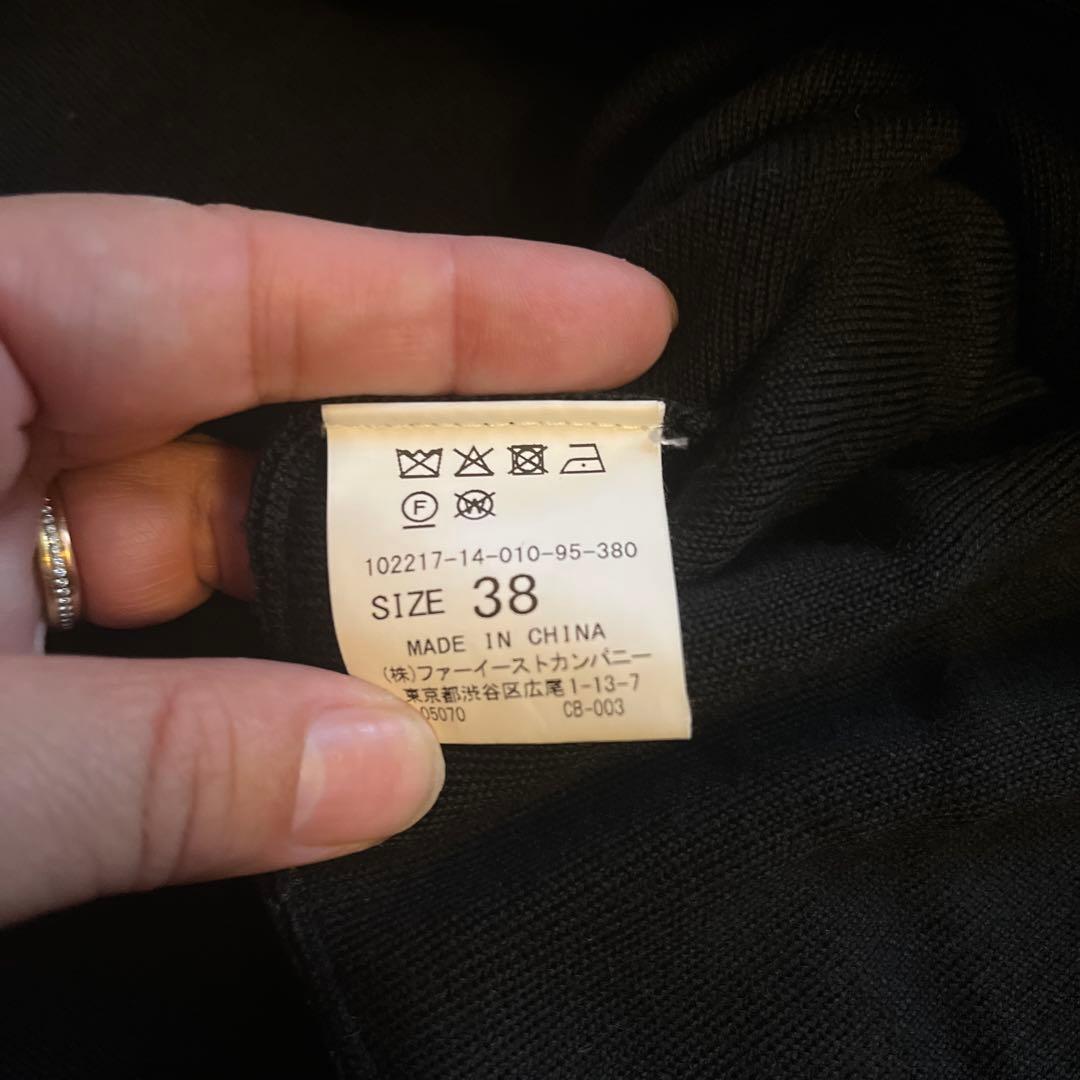 F W
102217-14-010-95-380
SIZE 38
MADE IN CHINA
(株)ファーイーストカンパニー
東京都渋谷区広尾1-13-7
05070 CB-003